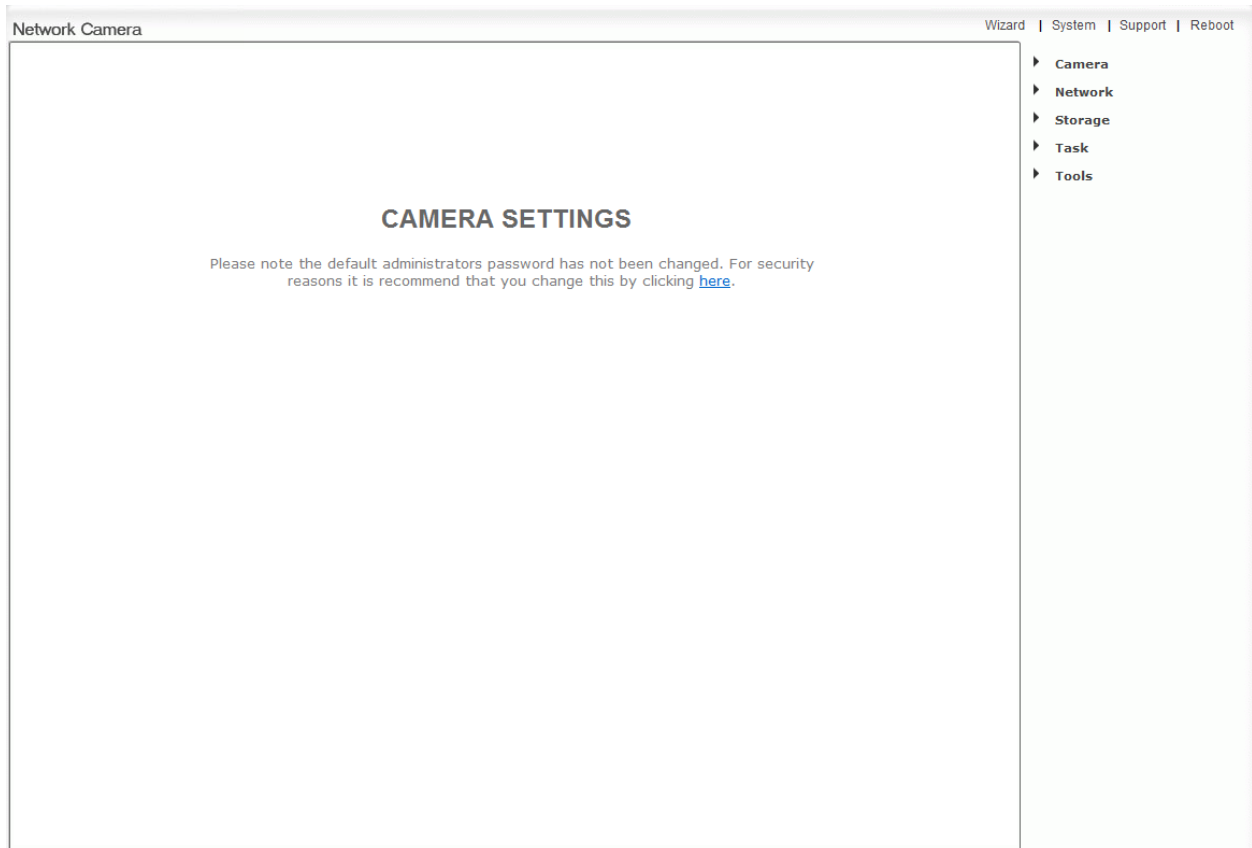 Network Camera
Wizard | System | Support | Reboot
Camera
Network
Storage
Task
Tools
CAMERA SETTINGS
Please note the default administrators password has not been changed. For security
reasons it is recommend that you change this by clicking here.